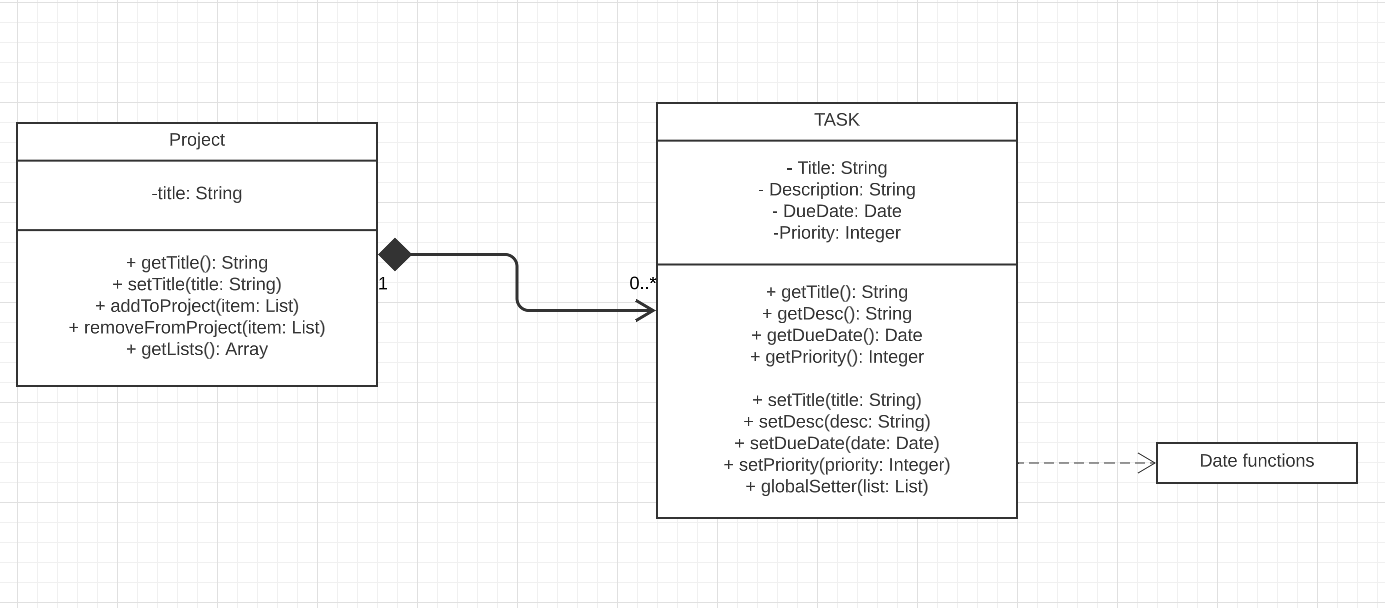 Project
-title: String
+ getTitle(): String
+ setTitle(title: String)
+ addToProject(item: List)
+ removeFromProject(item: List)
+ getLists(): Array
1
0..*
TASK
- Title: String
- Description: String
- DueDate: Date
-Priority: Integer
+ getTitle(): String
+ getDesc(): String
+ getDueDate(): Date
+ getPriority(): Integer
+ setTitle(title: String)
+ setDesc(desc: String)
+ setDueDate(date: Date)
+ setPriority(priority: Integer)
+ globalSetter(list: List)
Date functions